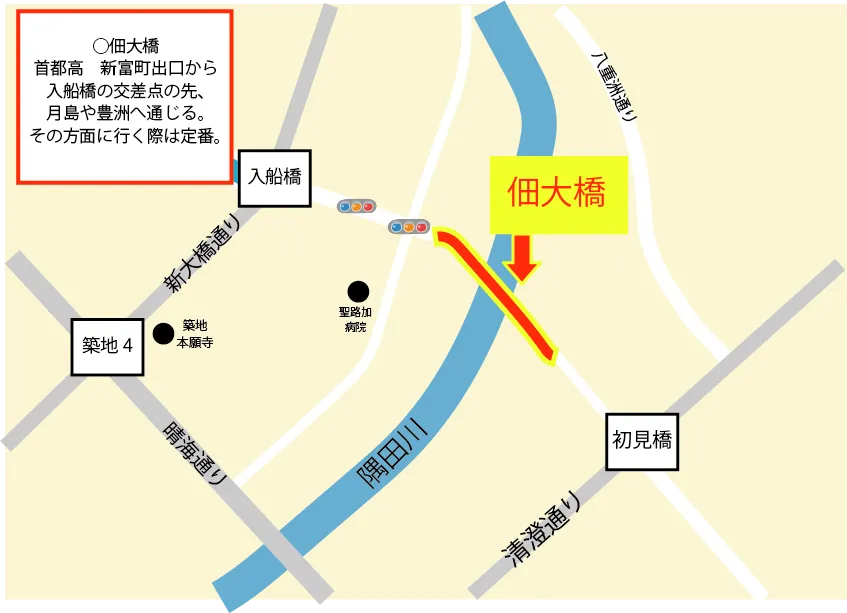 ○佃大橋
首都高　新富町出口から
入船橋の交差点の先、
月島や豊洲へ通じる。
その方面に行く際は定番。
八重洲通り
入船橋
佃大橋
新大橋通り
聖路加
病院
築地
本願寺
築地 4
晴海通り
隅田川
初見橋
清澄通り